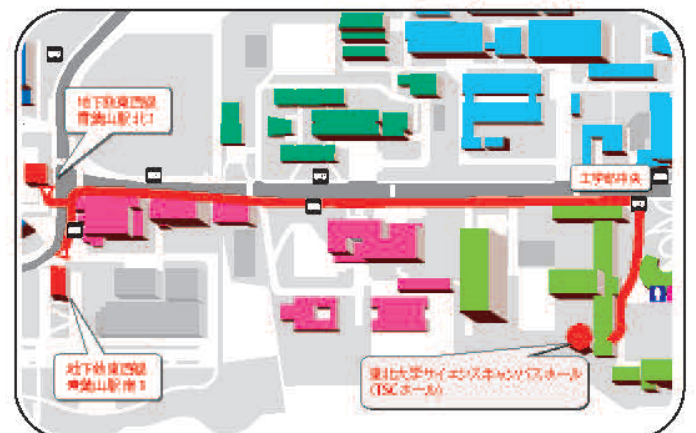 地下鉄東西線
青葉山駅 北1
工学部中央
地下鉄東西線
青葉山駅 南1
東北大学サイエンスキャンパスホール
(TSCホール)